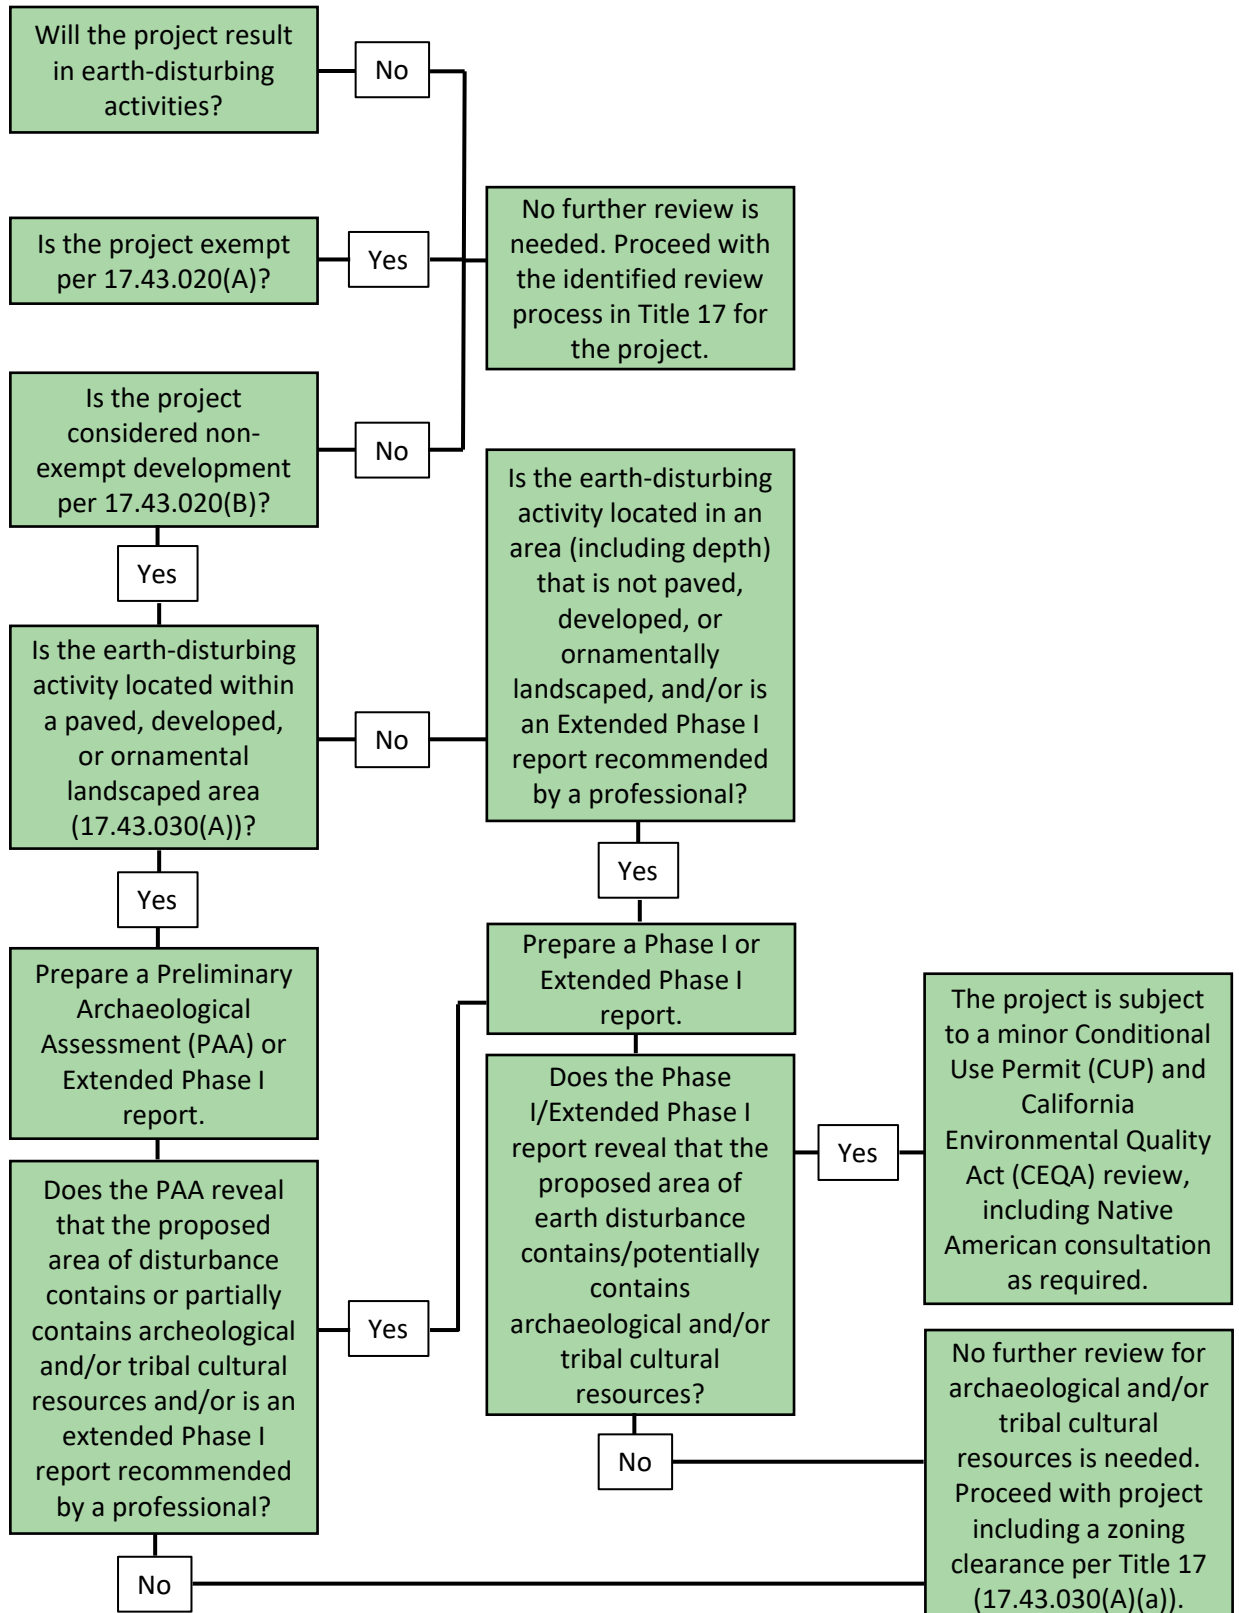 Will the project result
in earth-disturbing
activities?
No
Is the project exempt
per 17.43.020(A)?
Yes
No further review is
needed. Proceed with
the identified review
process in Title 17 for
the project.
Is the project
considered non-
exempt development
per 17.43.020(B)?
No
Yes
Is the earth-disturbing
activity located in an
area (including depth)
that is not paved,
developed, or
ornamentally
landscaped, and/or is
an Extended Phase I
report recommended
by a professional?
Is the earth-disturbing
activity located within
a paved, developed,
or ornamental
landscaped area
(17.43.030(A))?
No
Yes
Yes
Prepare a Preliminary
Archaeological
Assessment (PAA) or
Extended Phase I
report.
Prepare a Phase I or
Extended Phase I
report.
Does the PAA reveal
that the proposed
area of disturbance
contains or partially
contains archeological
and/or tribal cultural
resources and/or is an
extended Phase I
report recommended
by a professional?
Yes
Does the Phase
I/Extended Phase I
report reveal that the
proposed area of
earth disturbance
contains/potentially
contains
archaeological and/or
tribal cultural
resources?
Yes
The project is subject
to a minor Conditional
Use Permit (CUP) and
California
Environmental Quality
Act (CEQA) review,
including Native
American consultation
as required.
No
No
No further review for
archaeological and/or
tribal cultural
resources is needed.
Proceed with project
including a zoning
clearance per Title 17
(17.43.030(A)(a)).